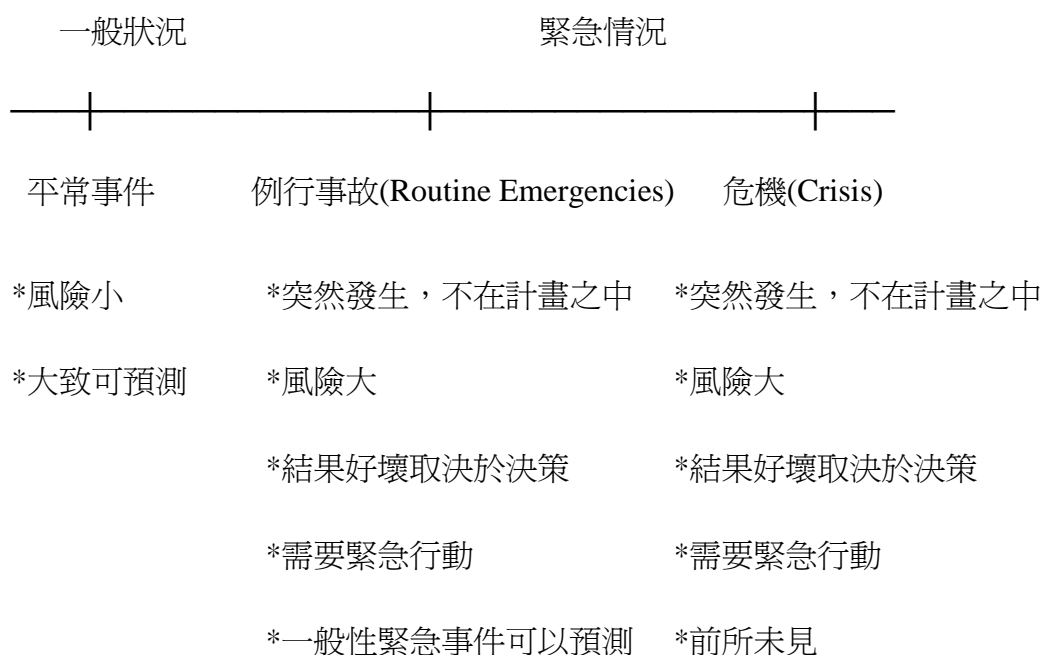 一般狀況 緊急情況
平常事件 例行事故(Routine Emergencies) 危機(Crisis)
*風險小 *突然發生，不在計畫之中 *突然發生，不在計畫之中
*大致可預測 *風險大 *風險大
*結果好壞取決於決策 *結果好壞取決於決策
*需要緊急行動 *需要緊急行動
*一般性緊急事件可以預測 *前所未見